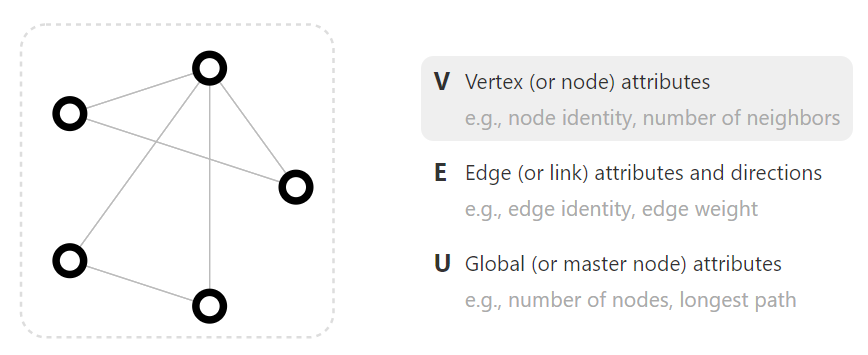 V Vertex (or node) attributes
e.g., node identity, number of neighbors
E Edge (or link) attributes and directions
e.g., edge identity, edge weight
U Global (or master node) attributes
e.g., number of nodes, longest path